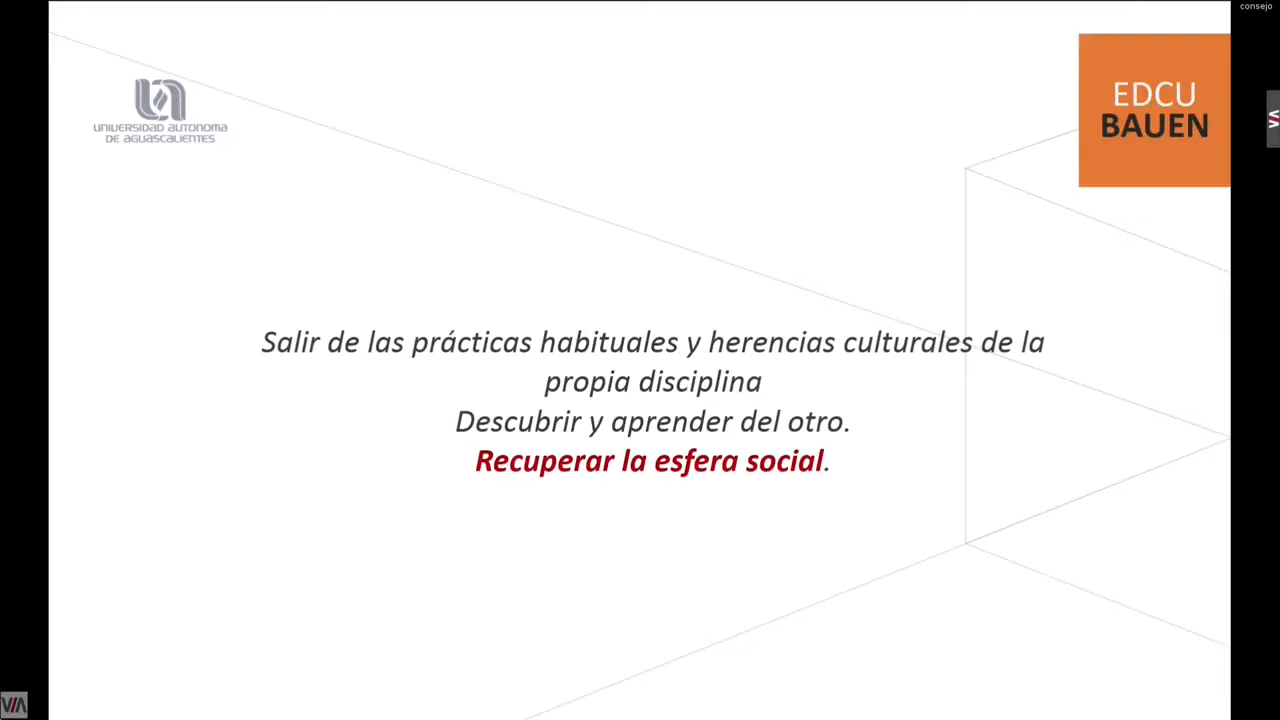 consejo
EDCU
BAUEN
UNIVERSIDAD AUTONOMA
DE AGUASCALIENTES
Salir de las prácticas habituales y herencias culturales de la
propia disciplina
Descubrir y aprender del otro.
Recuperar la esfera social.
VIA